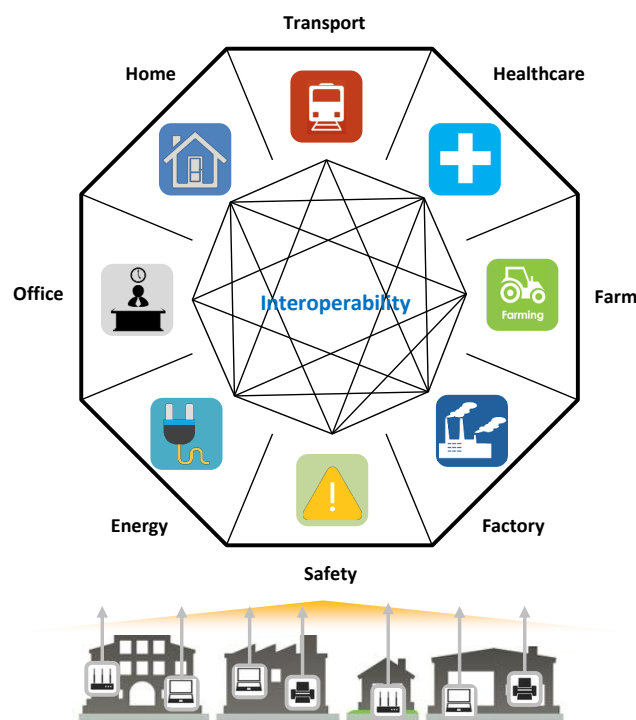 Transport
Home
Healthcare
Office
Interoperability
Farming
Farm
Energy
Factory
Safety